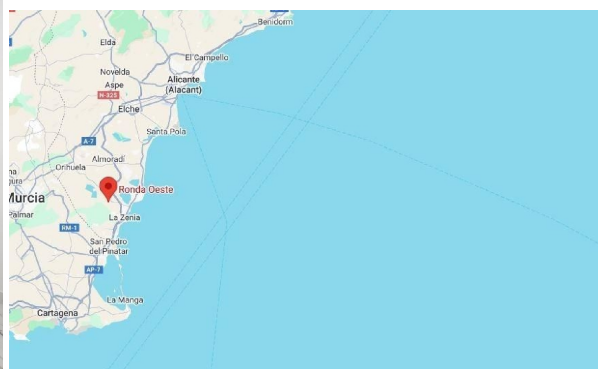 Benidorm
Elda
El Campello
Novelda
Alicante
(Alacant)
Aspe
N-325
Elche
Santa Pola
A-7
Almoradí
Orihuela
Ronda Oeste
Murcia
Palmar
La Zenia
RM-1
San Pedro
del Pinatar
AP-7
La Manga
Cartagena